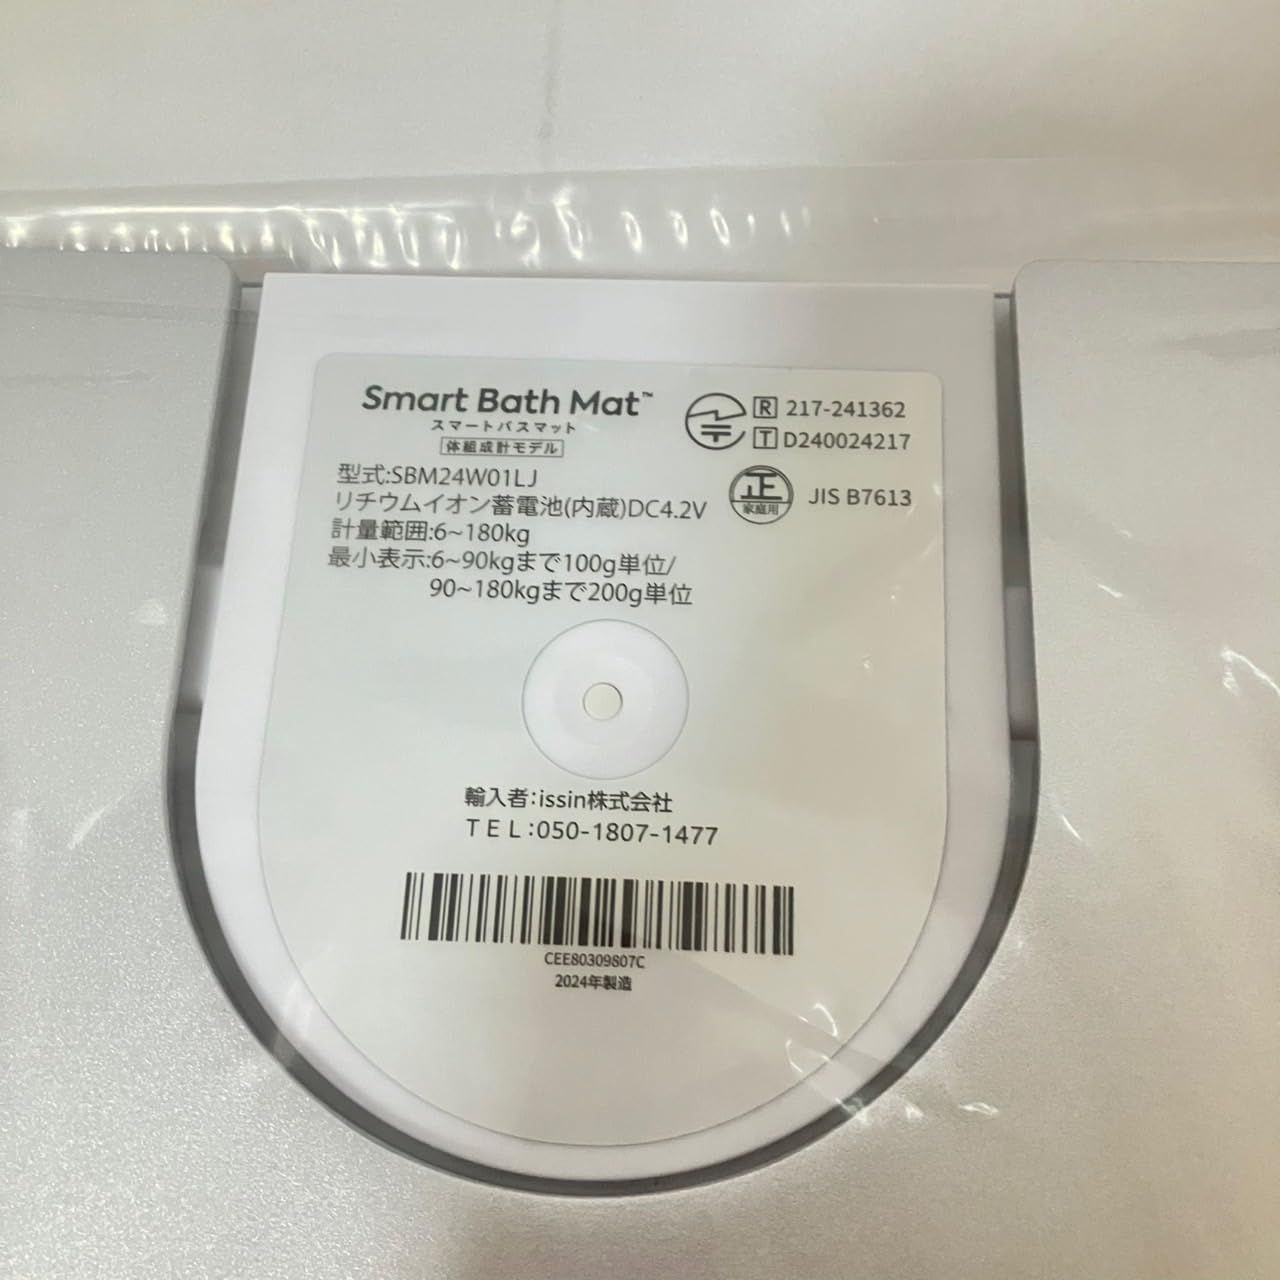 Smart Bath Mat™
スマートバスマット
体組成計モデル
R 217-241362
T D240024217
型式:SBM24W01LJ
リチウムイオン蓄電池(内蔵)DC4.2V
正
家庭用
JIS B7613
計量範囲:6~180kg
最小表示:6~90kgまで100g単位/
90~180kgまで200g単位
輸入者:issin株式会社
TEL:050-1807-1477
CEE80309807C
2024年製造